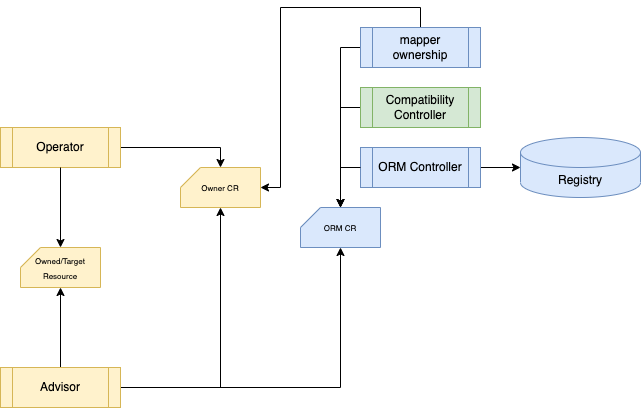 mapper
ownership
Compatibility
Controller
Operator
ORM Controller
Registry
Owner CR
ORM CR
Owned/Target
Resource
Advisor